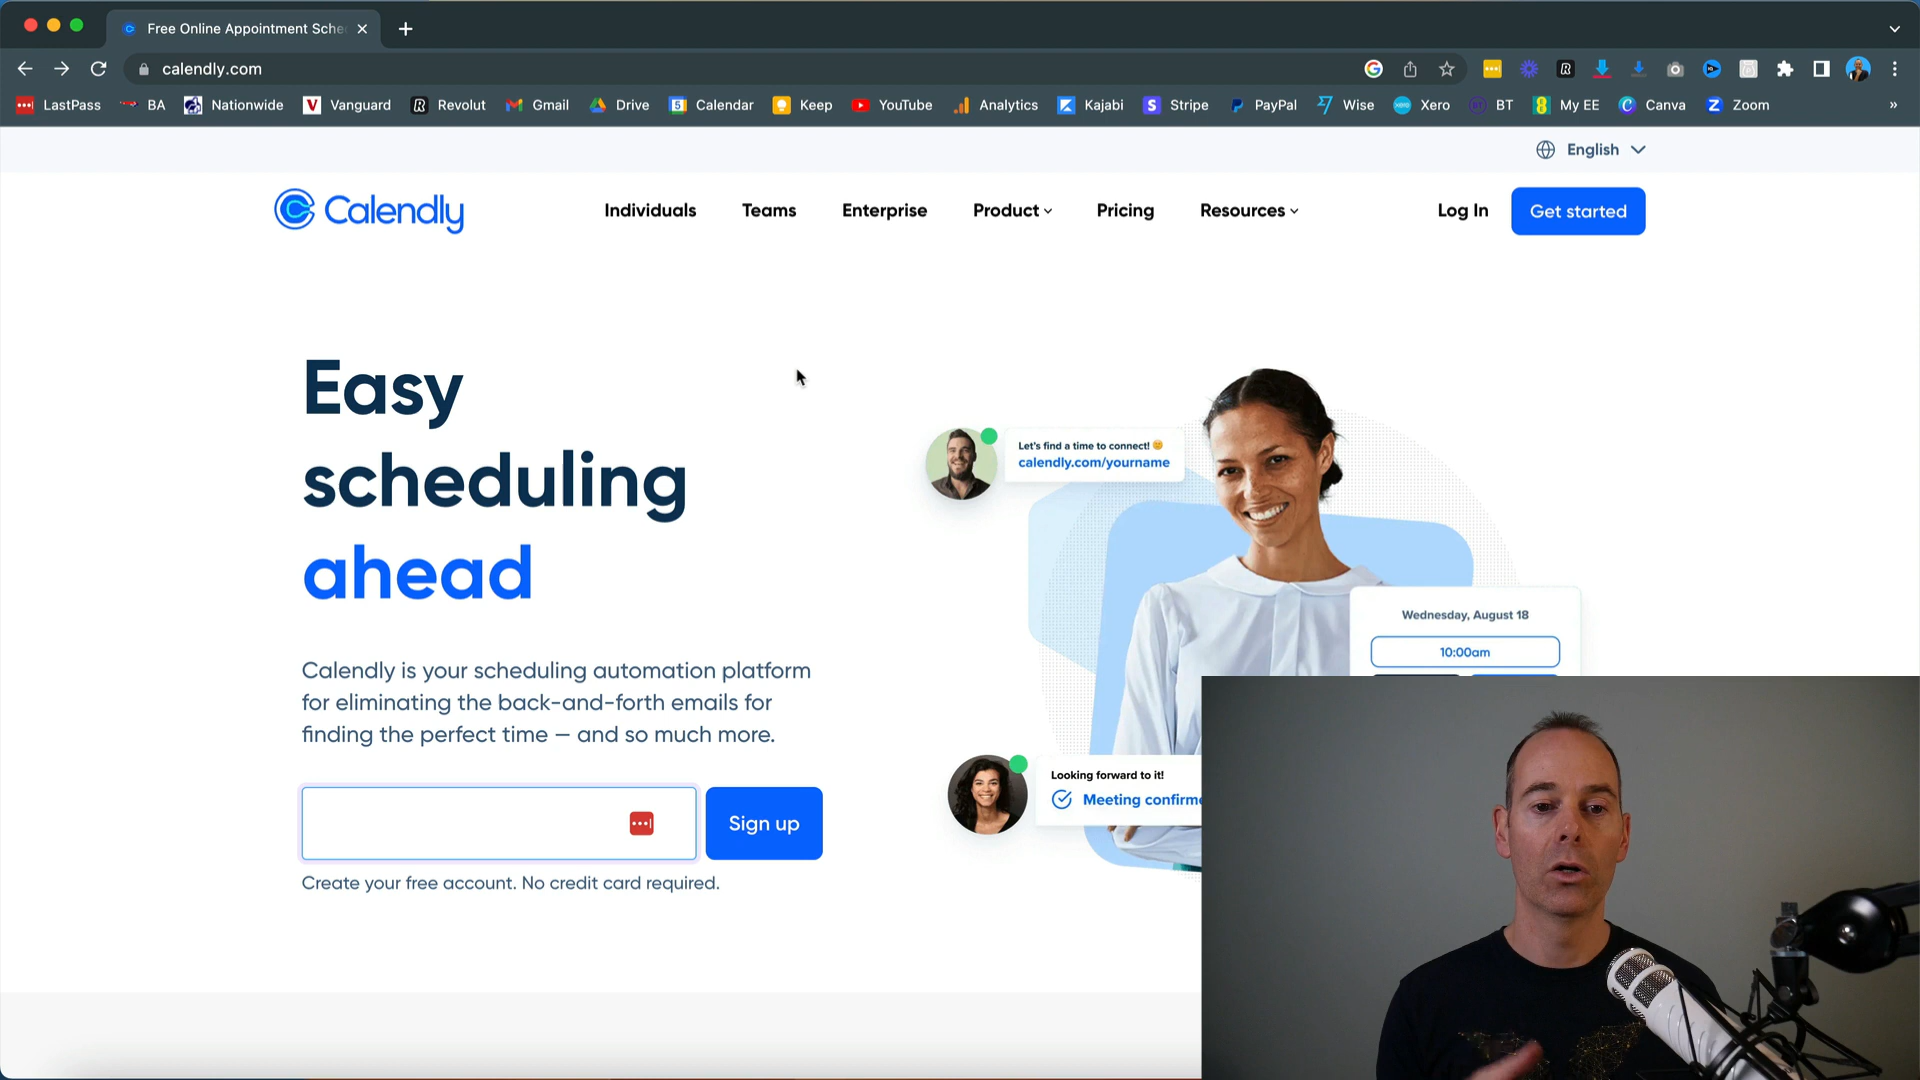 Free Online Appointment Sche
calendly.com
LastPass BA Nationwide Vanguard Revolut Gmail Drive Calendar Keep YouTube Analytics Kajabi Stripe PayPal Wise Xero BT My EE Canva Zoom
English
Calendly Individuals Teams Enterprise Product Pricing Resources Log In Get started
Easy
scheduling
ahead
Let's find a time to connect!
calendly.com/yourname
Wednesday, August 18
10:00am
Calendly is your scheduling automation platform
for eliminating the back-and-forth emails for
finding the perfect time — and so much more.
Looking forward to it!
Meeting confirme
Sign up
Create your free account. No credit card required.